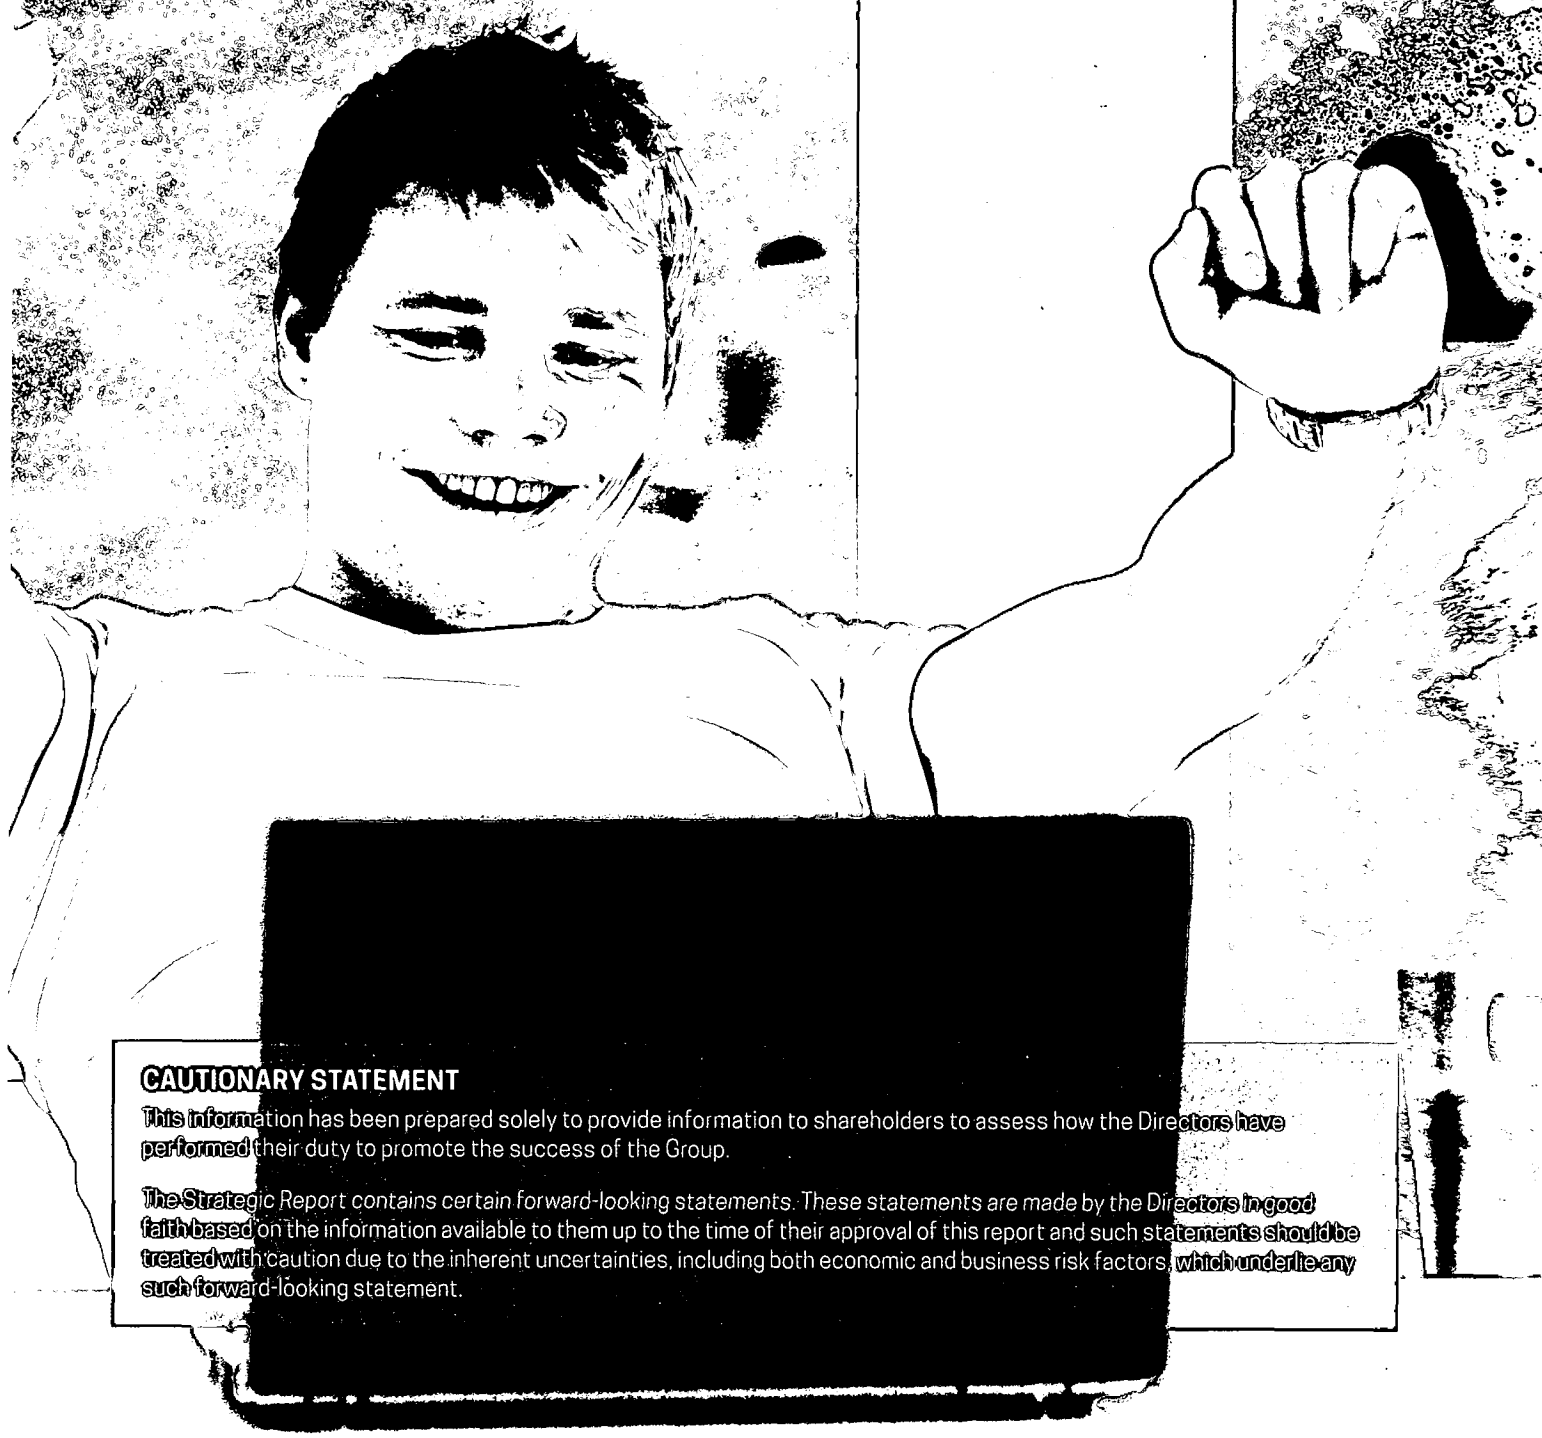 CAUTIONARY STATEMENT
This information has been prepared solely to provide information to shareholders to assess how the Directors have
performed their duty to promote the success of the Group.
The Strategic Report contains certain forward-looking statements. These statements are made by the Directors in good
faith based on the information available to them up to the time of their approval of this report and such statements should be
treated with caution due to the inherent uncertainties, including both economic and business risk factors, which underlie any
such forward-looking statement.